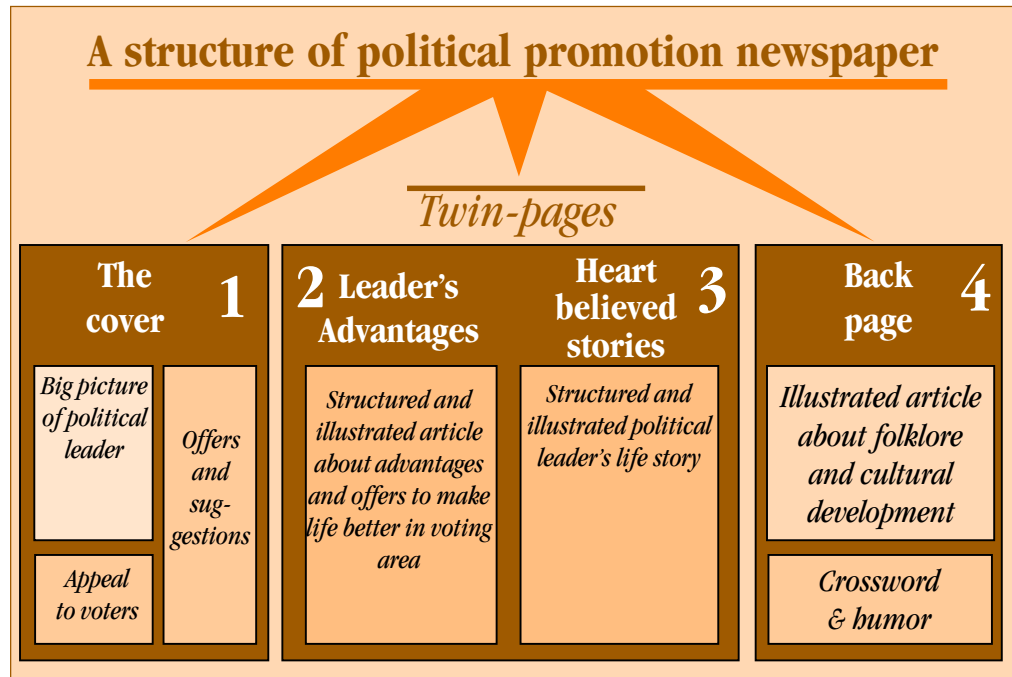 A structure of political promotion newspaper
Twin-pages
The
cover
1
Big picture
of political
leader
Appeal
to voters
Offers
and
sug-
gestions
2
Leader's
Advantages
Structured and
illustrated article
about advantages
and offers to make
life better in voting
area
Heart
believed
stories
3
Structured and
illustrated political
leader's life story
Back
page
4
Illustrated article
about folklore
and cultural
development
Crossword
& humor